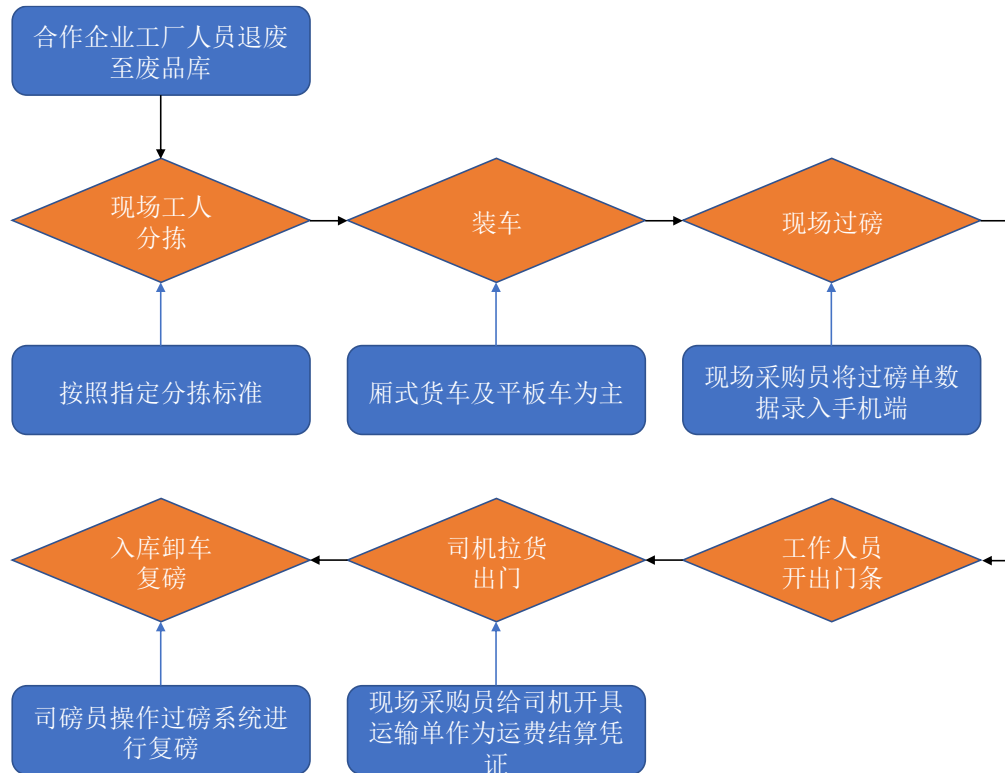 合作企业工厂人员退废
至废品库
现场工人
分拣
装车
现场过磅
按照指定分拣标准
厢式货车及平板车为主
现场采购员将过磅单数
据录入手机端
入库卸车
复磅
司机拉货
出门
工作人员
开出门条
司磅员操作过磅系统进
行复磅
现场采购员给司机开具
运输单作为运费结算凭
证